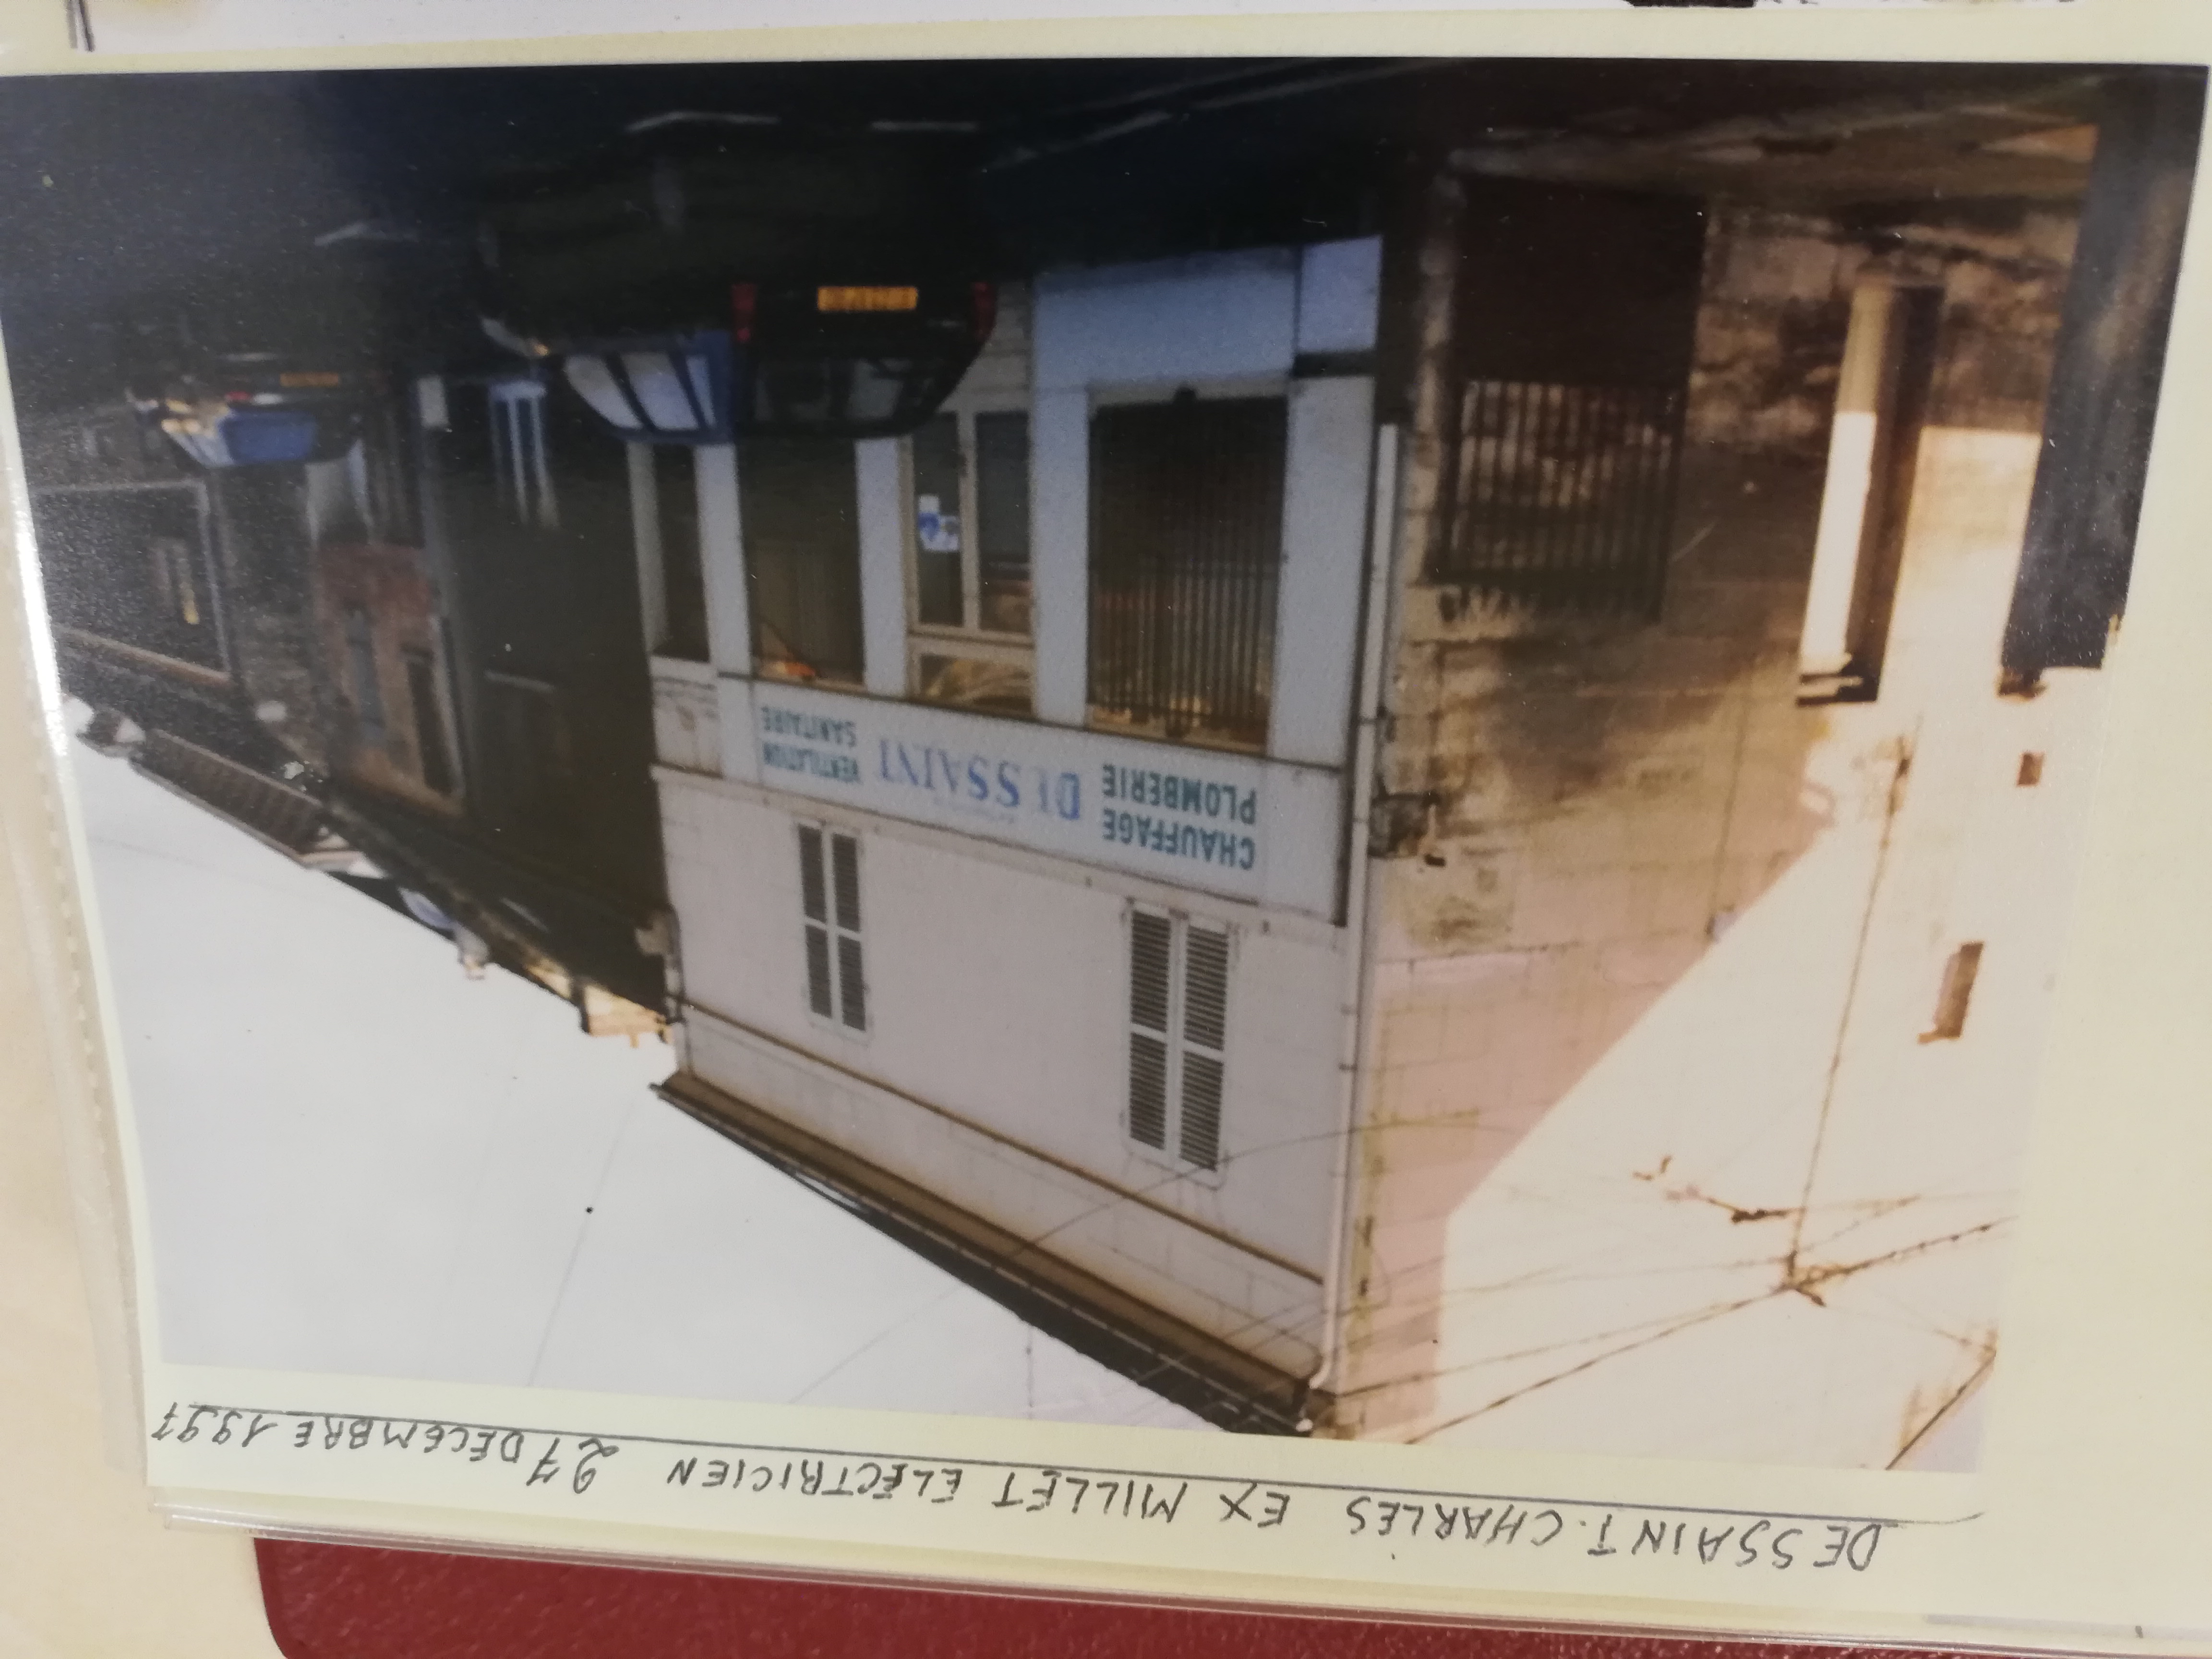 DESSAINT. CHARLES EX MILLET ELECTRICIEN 27 DECEMBRE 1997
CHAUFFAGE
PLOMBERIE
DESSAINT
VENTILATION
SANITAIRE